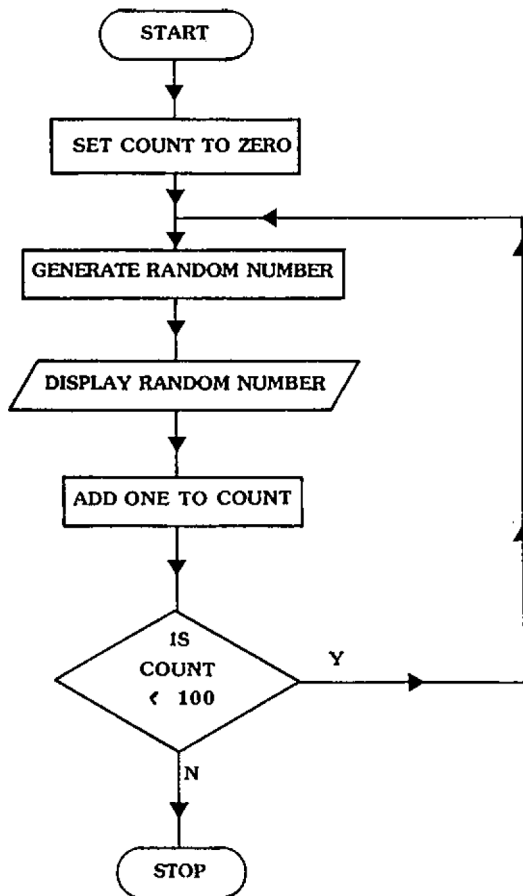 START
SET COUNT TO ZERO
GENERATE RANDOM NUMBER
DISPLAY RANDOM NUMBER
ADD ONE TO COUNT
IS
COUNT
< 100
Y
N
STOP